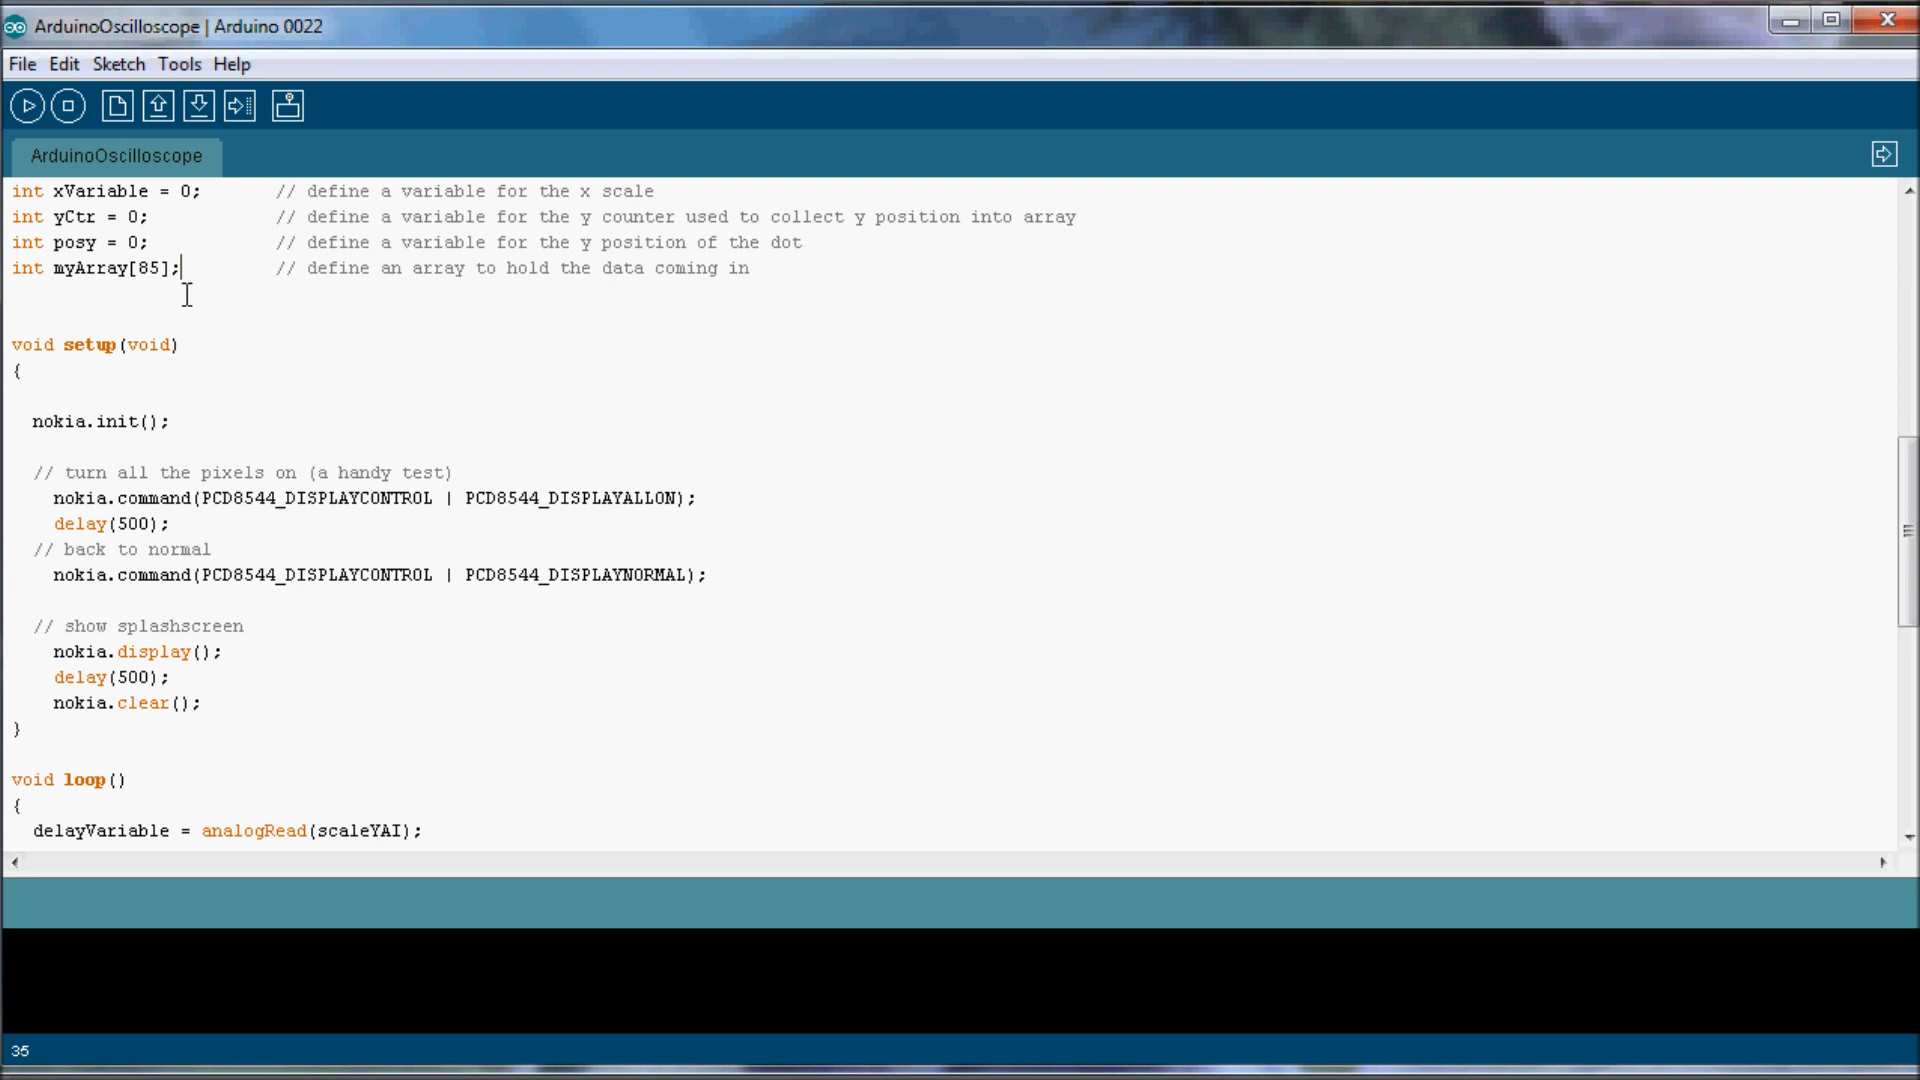 ArduinoOscilloscope | Arduino 0022
File Edit Sketch Tools Help
ArduinoOscilloscope
int xVariable = 0;       // define a variable for the x scale
int yCtr = 0;            // define a variable for the y counter used to collect y position into array
int posy = 0;            // define a variable for the y position of the dot
int myArray[85];         // define an array to hold the data coming in
void setup(void)
{
  nokia.init();
  // turn all the pixels on (a handy test)
    nokia.command(PCD8544_DISPLAYCONTROL | PCD8544_DISPLAYALLON);
    delay(500);
  // back to normal
    nokia.command(PCD8544_DISPLAYCONTROL | PCD8544_DISPLAYNORMAL);
  // show splashscreen
    nokia.display();
    delay(500);
    nokia.clear();
}
void loop()
{
  delayVariable = analogRead(scaleYAI);
35